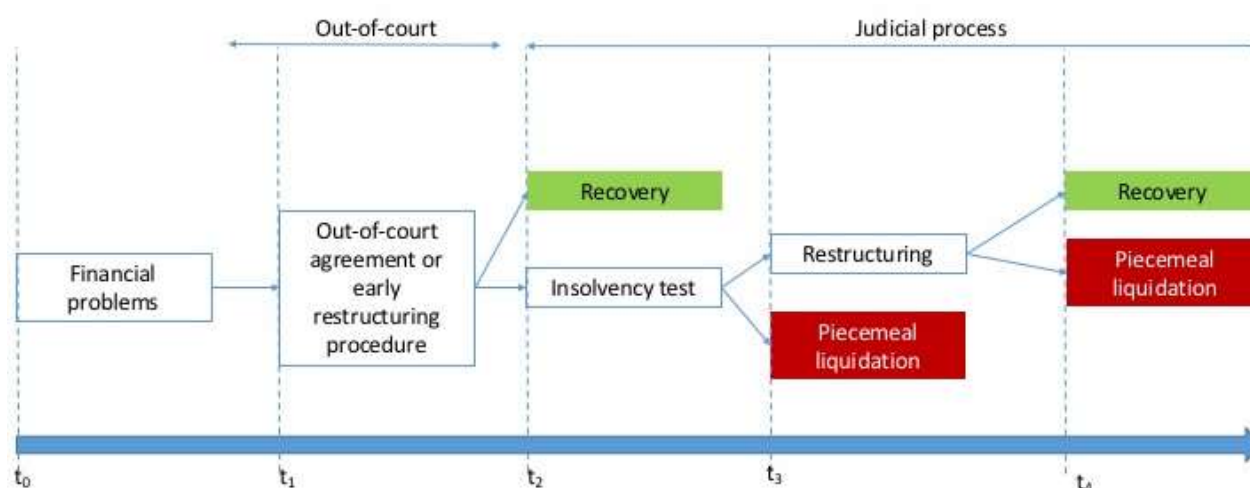 Out-of-court
Judicial process
Recovery
Recovery
Out-of-court
agreement or
early
restructuring
procedure
Financial
problems
Insolvency test
Restructuring
Piecemeal
liquidation
Piecemeal
liquidation
t0
t1
t2
t3
t4